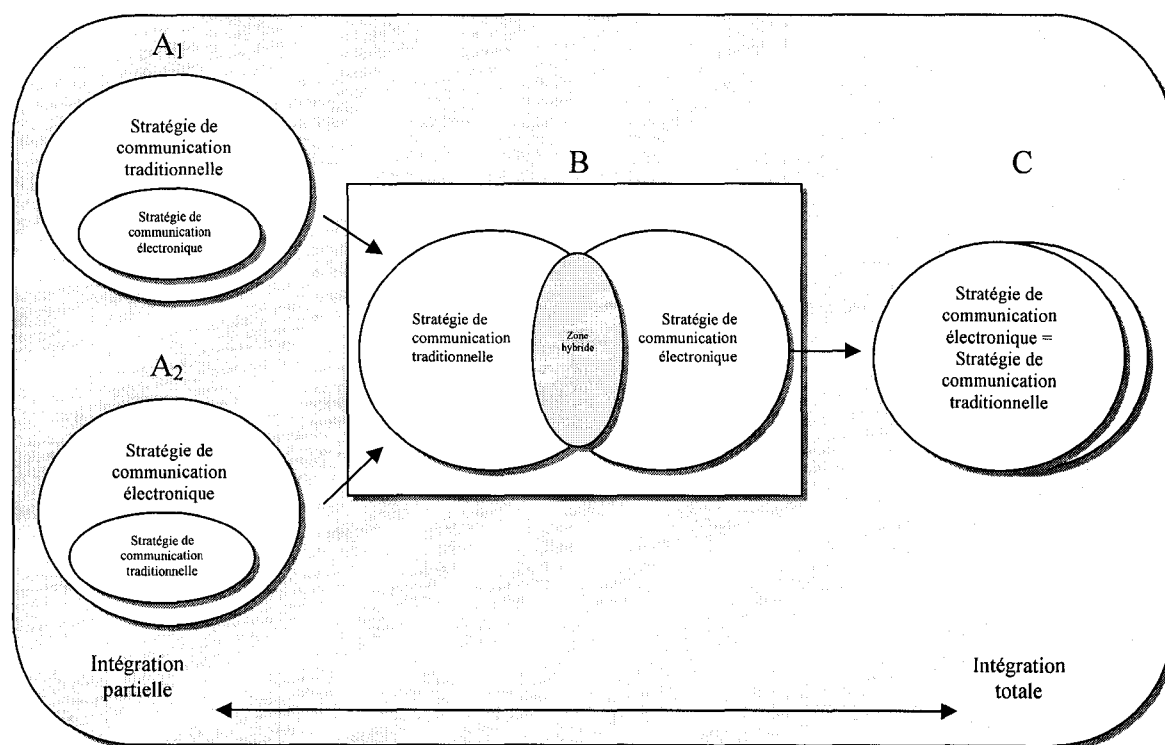 A1
Stratégie de
communication
traditionnelle
Stratégie de
communication
électronique
A2
Stratégie de
communication
électronique
Stratégie de
communication
traditionnelle
B
Stratégie de
communication
traditionnelle
Zone
hybride
Stratégie de
communication
électronique
C
Stratégie de
communication
électronique =
Stratégie de
communication
traditionnelle
Intégration
partielle
Intégration
totale